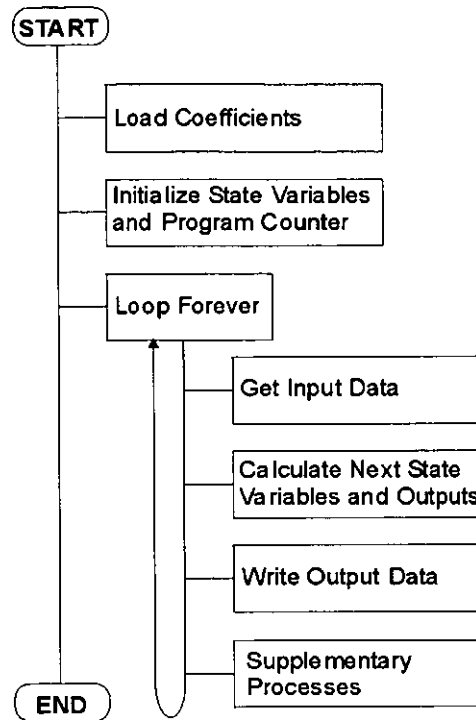 START
Load Coefficients
Initialize State Variables
and Program Counter
Loop Forever
Get Input Data
Calculate Next State
Variables and Outputs
Write Output Data
Supplementary
Processes
END